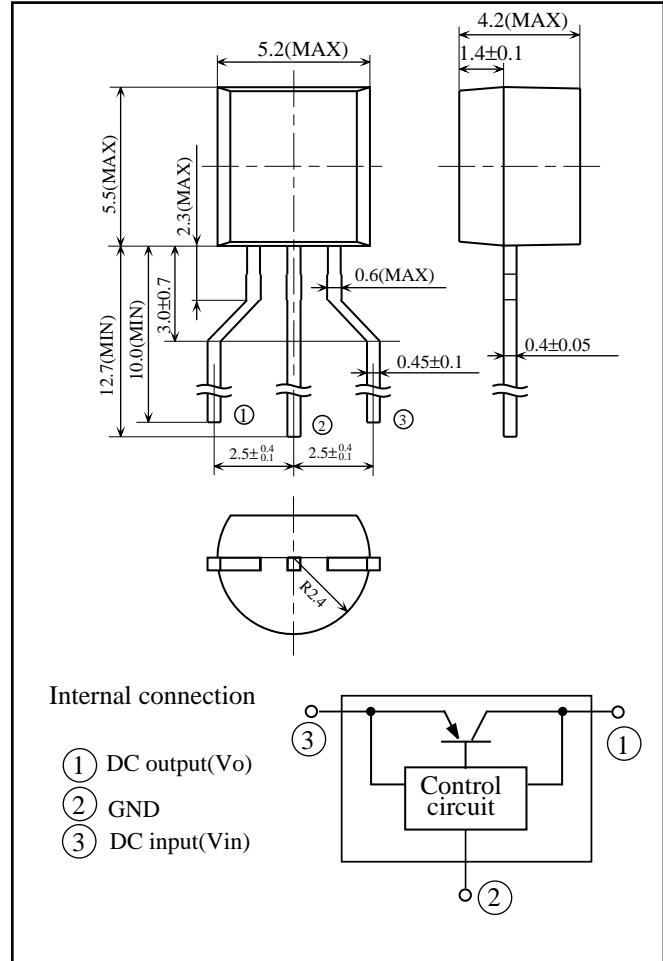 4.2(MAX)
5.2(MAX)
1.4±0.1
5.5(MAX)
2.3(MAX)
0.6(MAX)
3.0±0.7
10.0(MIN)
12.7(MIN)
0.45±0.1
0.4±0.05
① ② ③
2.5±0.4 0.1 2.5±0.4 0.1
R2.4
Internal connection
① DC output(Vo)
② GND
③ DC input(Vin)
③ ①
Control
circuit
②